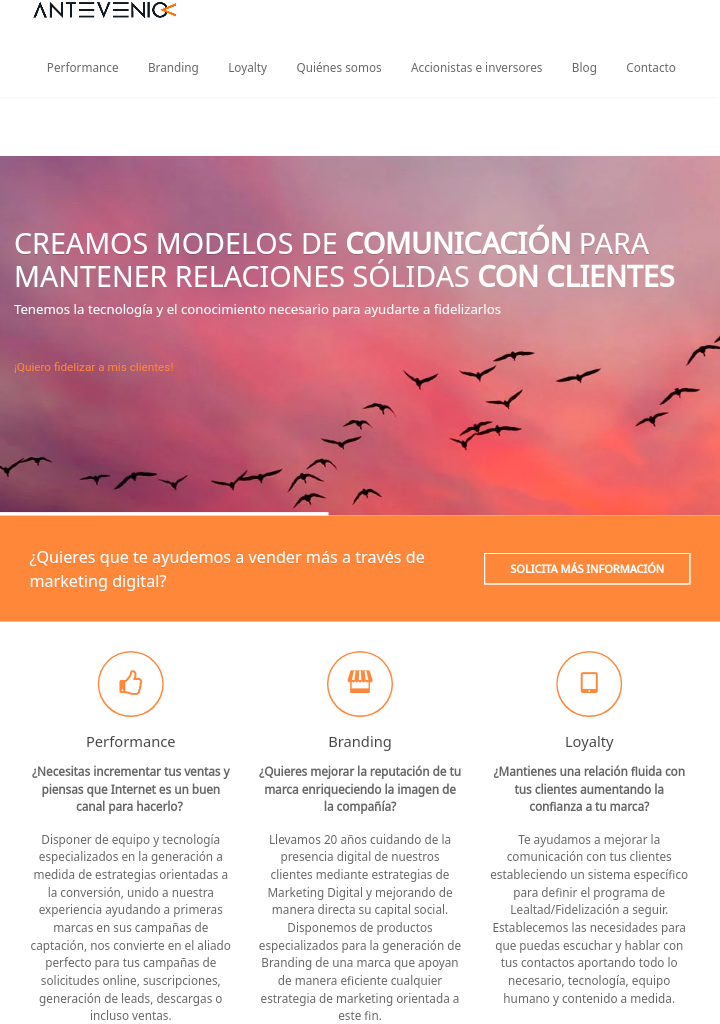 ANTEVENIO
Performance Branding Loyalty Quiénes somos Accionistas e inversores Blog Contacto
CREAMOS MODELOS DE COMUNICACIÓN PARA
MANTENER RELACIONES SÓLIDAS CON CLIENTES
Tenemos la tecnología y el conocimiento necesario para ayudarte a fidelizarlos
¡Quiero fidelizar a mis clientes!
¿Quieres que te ayudemos a vender más a través de
marketing digital?
SOLICITA MÁS INFORMACIÓN
Performance
¿Necesitas incrementar tus ventas y
piensas que Internet es un buen
canal para hacerlo?
Disponer de equipo y tecnología
especializados en la generación a
medida de estrategias orientadas a
la conversión, unido a nuestra
experiencia ayudando a primeras
marcas en sus campañas de
captación, nos convierte en el aliado
perfecto para tus campañas de
solicitudes online, suscripciones,
generación de leads, descargas o
incluso ventas.
Branding
¿Quieres mejorar la reputación de tu
marca enriqueciendo la imagen de
la compañía?
Llevamos 20 años cuidando de la
presencia digital de nuestros
clientes mediante estrategias de
Marketing Digital y mejorando de
manera directa su capital social.
Disponemos de productos
especializados para la generación de
Branding de una marca que apoyan
de manera eficiente cualquier
estrategia de marketing orientada a
este fin.
Loyalty
¿Mantienes una relación fluida con
tus clientes aumentando la
confianza a tu marca?
Te ayudamos a mejorar la
comunicación con tus clientes
estableciendo un sistema específico
para definir el programa de
Lealtad/Fidelización a seguir.
Establecemos las necesidades para
que puedas escuchar y hablar con
tus contactos aportando todo lo
necesario, tecnología, equipo
humano y contenido a medida.